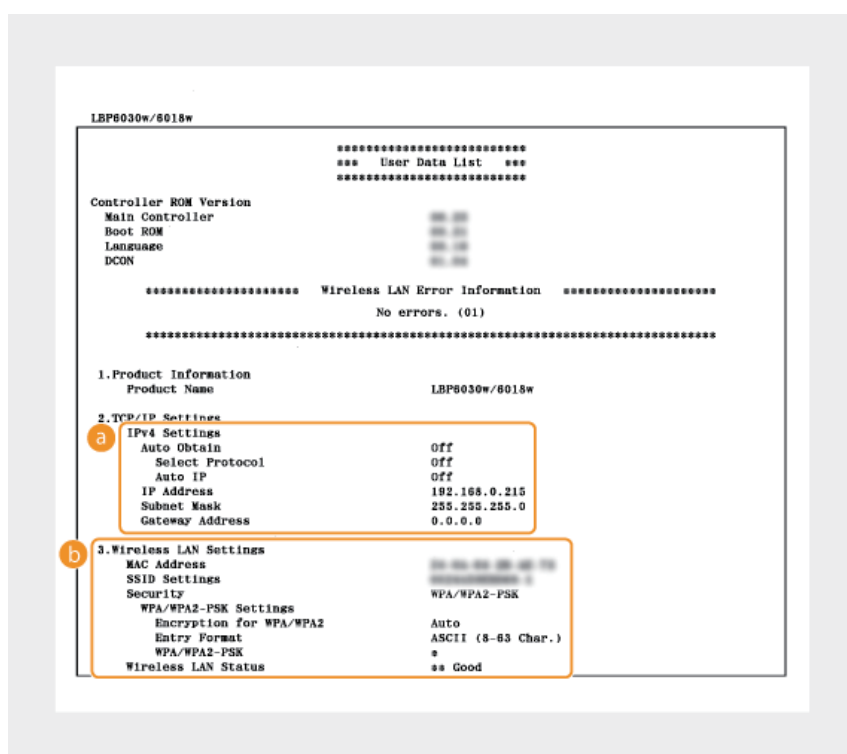 LBP6030w/6018w
**************************
*** User Data List ***
**************************
Controller ROM Version
Main Controller
Boot ROM
Language
DCON
********************* Wireless LAN Error Information *********************
No errors. (01)
******************************************************************************
1.Product Information
Product Name LBP6030w/6018w
2.TCP/IP Settings
a
IPv4 Settings
Auto Obtain Off
Select Protocol Off
Auto IP Off
IP Address 192.168.0.215
Subnet Mask 255.255.255.0
Gateway Address 0.0.0.0
b
3.Wireless LAN Settings
MAC Address
SSID Settings
Security WPA/WPA2-PSK
WPA/WPA2-PSK Settings
Encryption for WPA/WPA2 Auto
Entry Format ASCII (8-63 Char.)
WPA/WPA2-PSK *
Wireless LAN Status ** Good